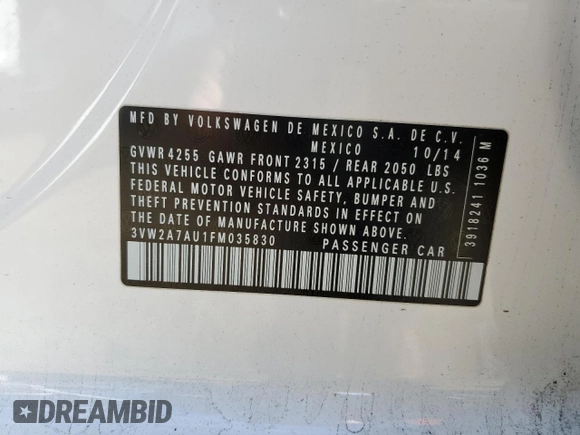 MFD BY VOLKSWAGEN DE MEXICO S.A. DE C.V.
MEXICO 10/14
GVWR 4255 GAWR FRONT 2315 / REAR 2050 LBS
THIS VEHICLE CONFORMS TO ALL APPLICABLE U.S.
FEDERAL MOTOR VEHICLE SAFETY, BUMPER AND
THEFT PREVENTION STANDARDS IN EFFECT ON
THE DATE OF MANUFACTURE SHOWN ABOVE.
3VW2A7AU1FM035830 PASSENGER CAR
3918241 1036 M
DREAMBID